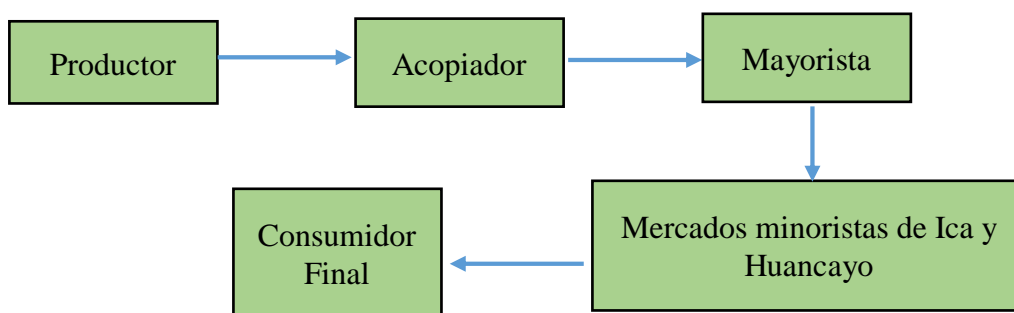 Productor
Acopiador
Mayorista
Mercados minoristas de Ica y
Huancayo
Consumidor
Final